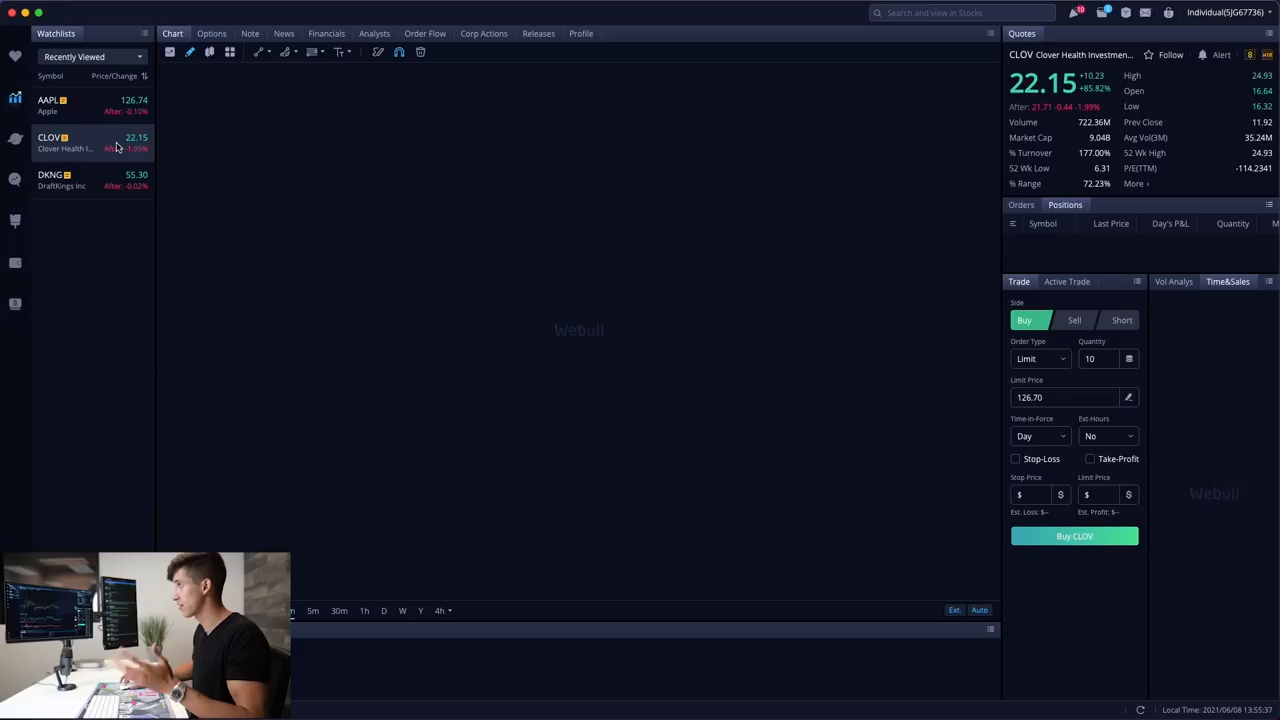 Search and view in Stocks
10
1
Individual(5JG67736)
Watchlists
Recently Viewed
Symbol Price/Change
AAPL 126.74
Apple After: -0.10%
CLOV 22.15
Clover Health I... -1.99%
DKNG 55.30
DraftKings Inc After: -0.02%
Chart Options Note News Financials Analysts Order Flow Corp Actions Releases Profile
Webull
5m 30m 1h D W Y 4h
Ext. Auto
Quotes
CLOV Clover Health Investmen... Follow Alert
22.15 +10.23
+85.82%
After: 21.71 -0.44 -1.99%
High 24.93
Open 16.64
Low 16.32
Volume 722.36M Prev Close 11.92
Market Cap 9.04B Avg Vol(3M) 35.24M
% Turnover 177.00% 52 Wk High 24.93
52 Wk Low 6.31 P/E(TTM) -114.2341
% Range 72.23% More ›
Orders Positions
Symbol Last Price Day's P&L Quantity M
Trade Active Trade
Vol Analys Time&Sales
Side
Buy Sell Short
Order Type Quantity
Limit 10
Limit Price
126.70
Time-in-Force Ext-Hours
Day No
Stop-Loss Take-Profit
Stop Price Limit Price
$ $ $ $
Est. Loss: $-- Est. Profit: $--
Buy CLOV
Webull
Local Time: 2021/06/08 13:55:37